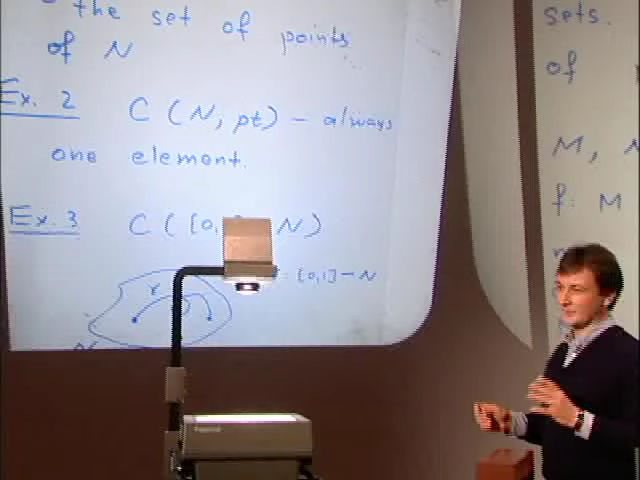 the set of points
of N
Ex. 2 C (N, pt) - always
one element.
Ex. 3 C ([0, N)
: [0,1] → N
γ
N
sets.
of
M, N
f: M